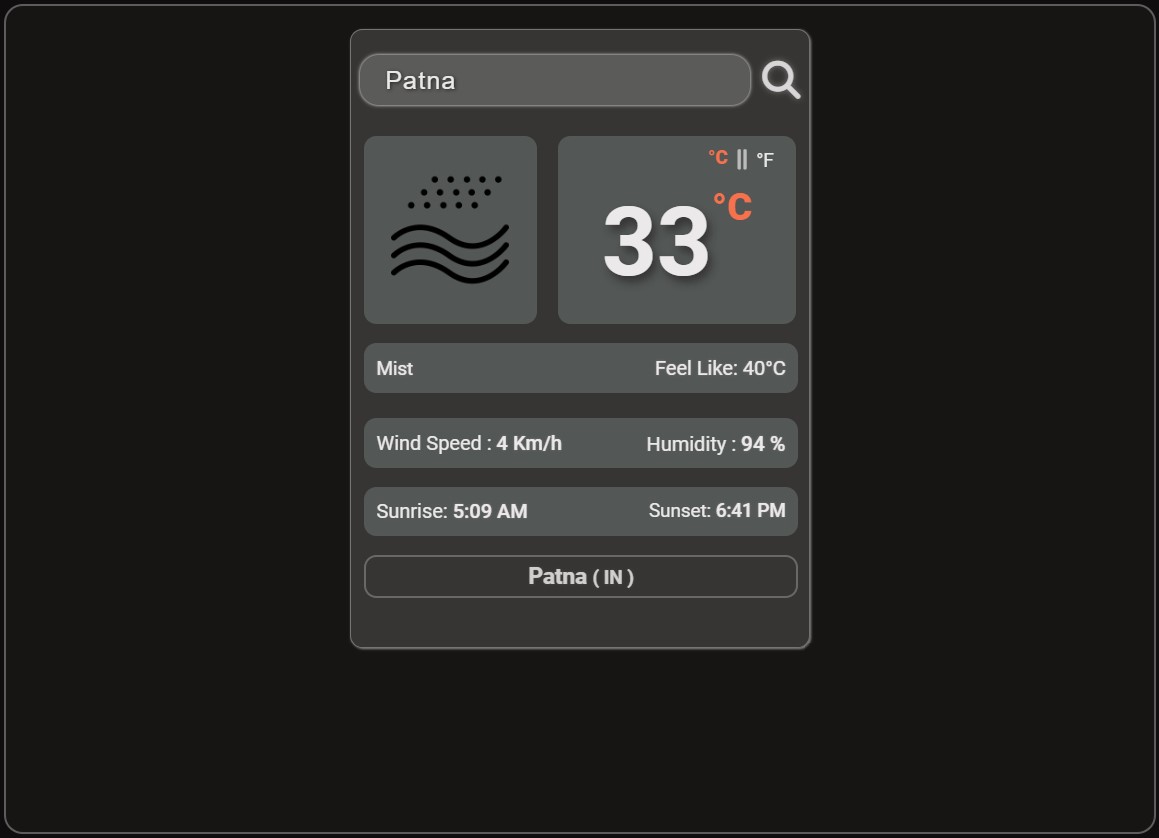 Patna
°C || °F
33°C
Mist Feel Like: 40°C
Wind Speed : 4 Km/h Humidity : 94 %
Sunrise: 5:09 AM Sunset: 6:41 PM
Patna ( IN )